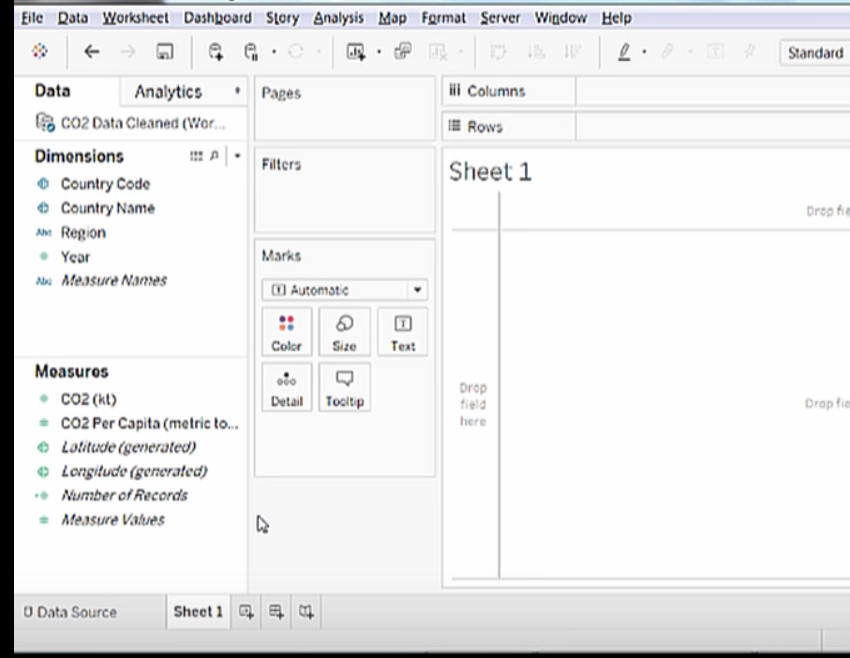 File Data Worksheet Dashboard Story Analysis Map Format Server Window Help
Standard
Data Analytics
CO2 Data Cleaned (Wor...
Dimensions
Country Code
Country Name
Abc Region
Year
Abc Measure Names
Measures
CO2 (kt)
CO2 Per Capita (metric to...
Latitude (generated)
Longitude (generated)
Number of Records
Measure Values
Pages
Filters
Marks
Automatic
Color Size Text
Detail Tooltip
Columns
Rows
Sheet 1
Drop fie
Drop
field
here
Drop fie
Data Source Sheet 1